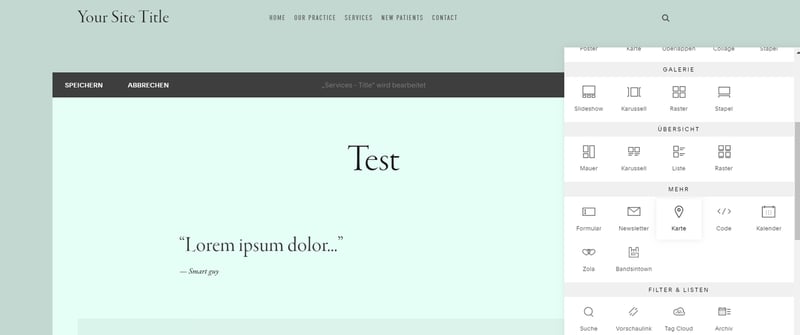 Your Site Title
HOME OUR PRACTICE SERVICES NEW PATIENTS CONTACT
SPEICHERN ABBRECHEN „Services - Title" wird bearbeitet
Test
“Lorem ipsum dolor...”
— Smart guy
Poster Karte Überlappen Collage Stapel
GALERIE
Slideshow Karussell Raster Stapel
ÜBERSICHT
Mauer Karussell Liste Raster
MEHR
Formular Newsletter Karte Code Kalender
Zola Bandsintown
FILTER & LISTEN
Suche Vorschaulink Tag Cloud Archiv